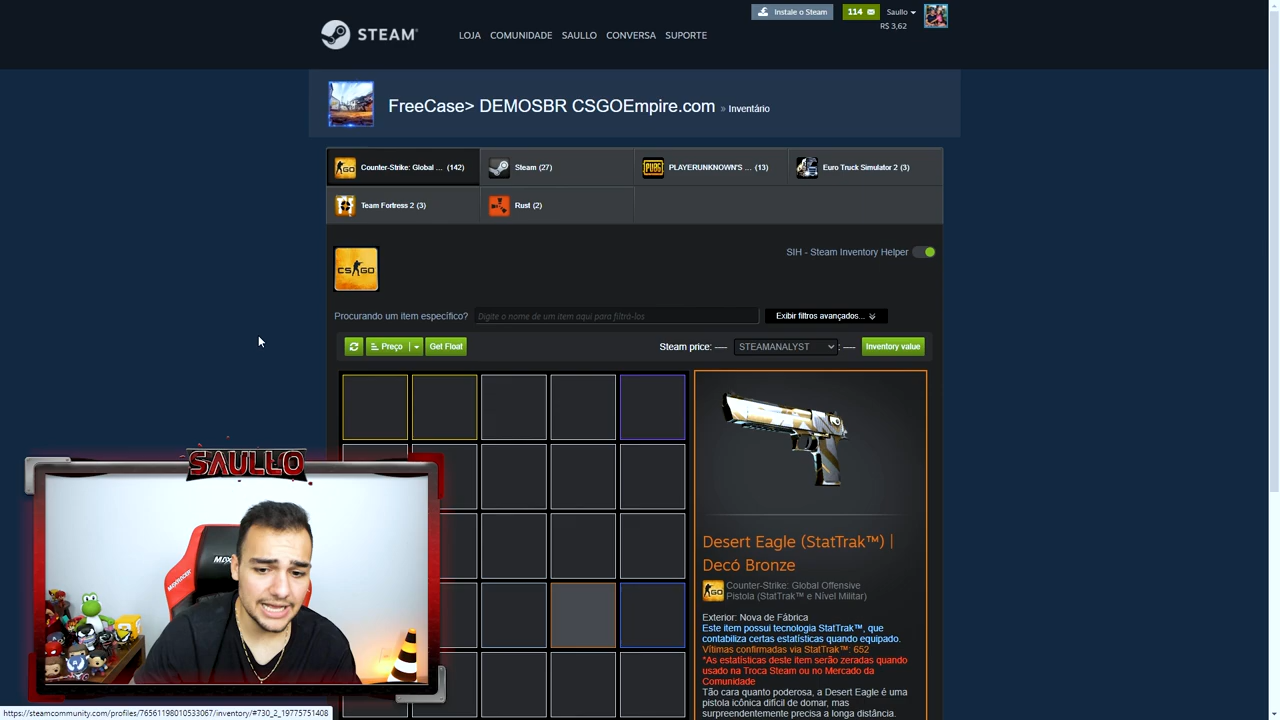 Instale o Steam
114
Saullo
R$ 3,62
STEAM
LOJA COMUNIDADE SAULLO CONVERSA SUPORTE
FreeCase> DEMOSBR CSGOEmpire.com » Inventário
Counter-Strike: Global ... (142)
Steam (27)
PLAYERUNKNOWN'S ... (13)
Euro Truck Simulator 2 (3)
Team Fortress 2 (3)
Rust (2)
CS GO
SIH - Steam Inventory Helper
Procurando um item específico?
Digite o nome de um item aqui para filtrá-los
Exibir filtros avançados...
Preço
Get Float
Steam price: ---
STEAMANALYST
: ---
Inventory value
Desert Eagle (StatTrak™) |
Decó Bronze
Counter-Strike: Global Offensive
Pistola (StatTrak™ e Nível Militar)
Exterior: Nova de Fábrica
Este item possui tecnologia StatTrak™, que
contabiliza certas estatísticas quando equipado.
Vítimas confirmadas via StatTrak™: 652
*As estatísticas deste item serão zeradas quando
usado na Troca Steam ou no Mercado da
Comunidade
Tão cara quanto poderosa, a Desert Eagle é uma
pistola icônica difícil de domar, mas
surpreendentemente precisa a longa distância.
SAULLO
https://steamcommunity.com/profiles/76561198010533067/inventory/#730_2_19775751408